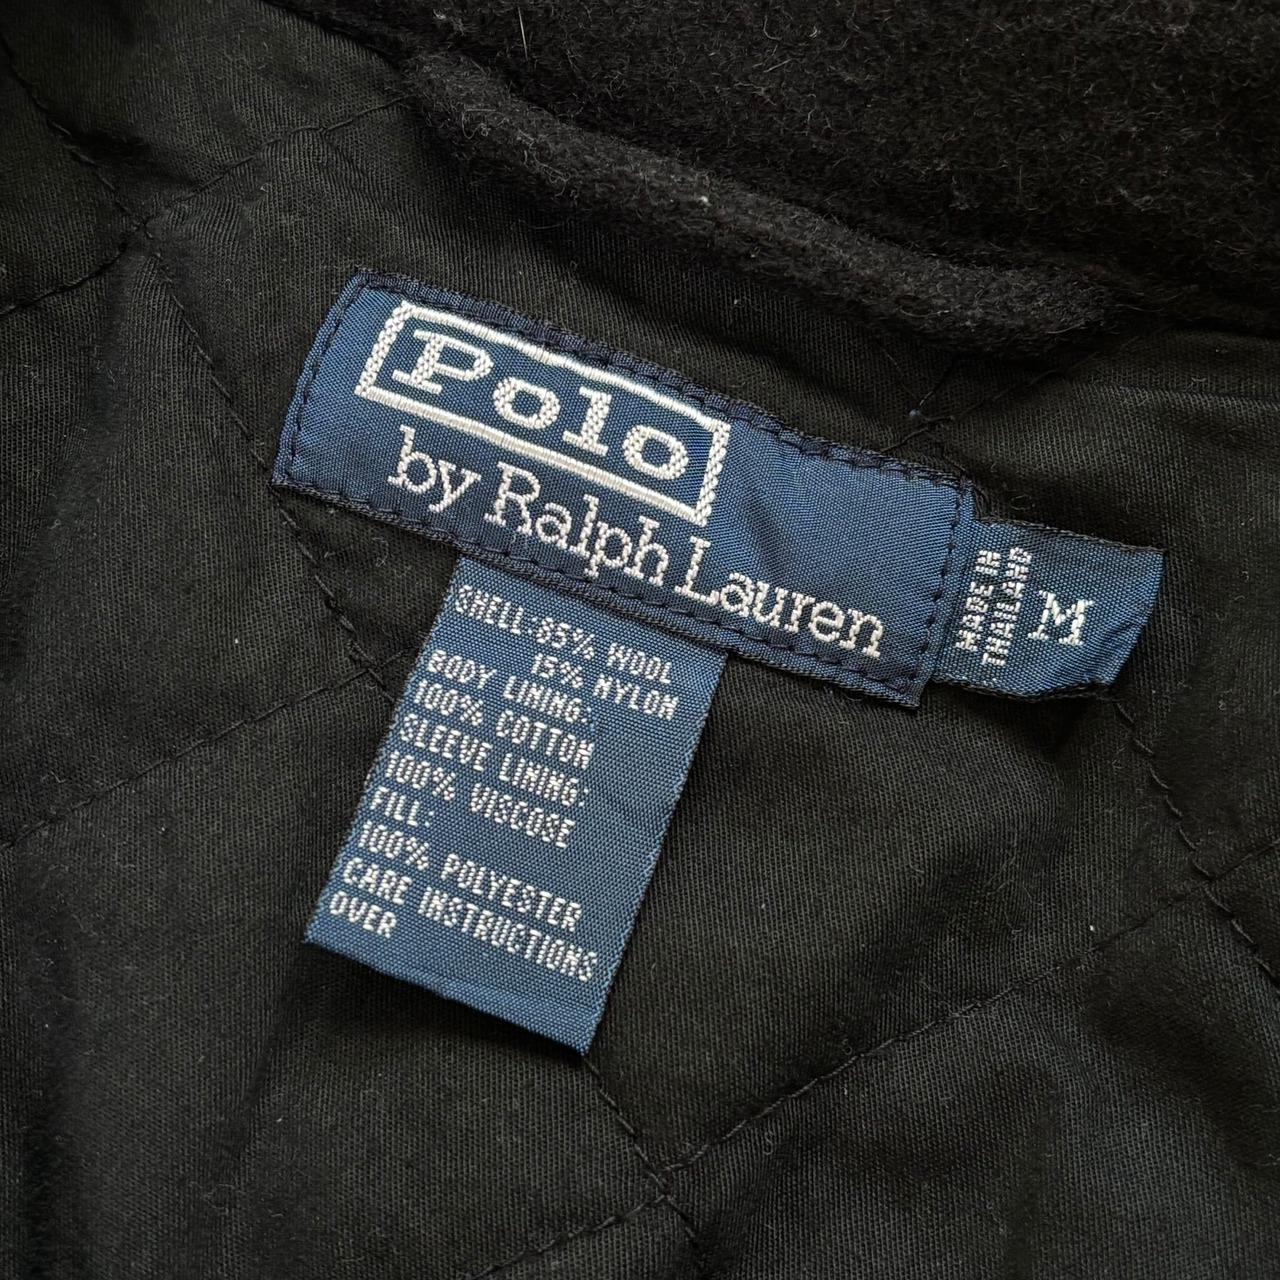 Polo
by Ralph Lauren
MADE IN
THAILAND
M
SHELL: 85% WOOL
15% NYLON
BODY LINING:
100% COTTON
SLEEVE LINING:
100% VISCOSE
FILL:
100% POLYESTER
CARE INSTRUCTIONS
OVER